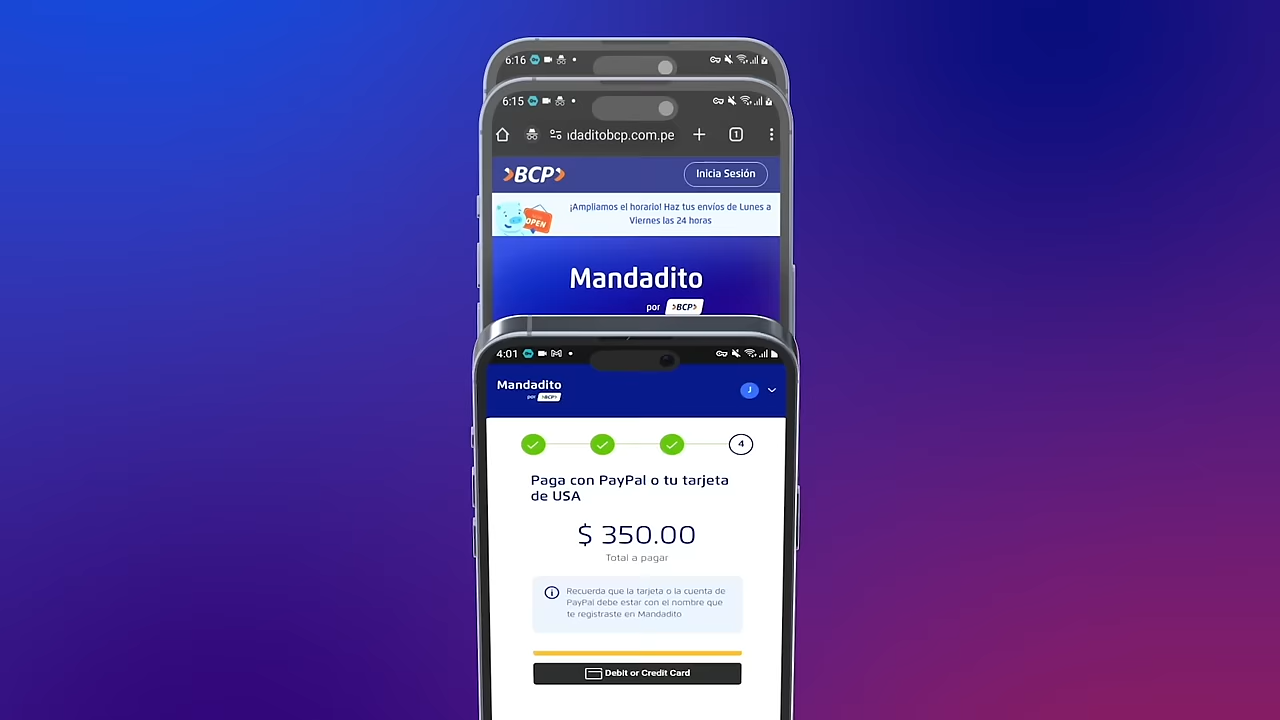 6:16
6:15
ıdaditobcp.com.pe
1
BCP
Inicia Sesión
OPEN
¡Ampliamos el horario! Haz tus envíos de Lunes a
Viernes las 24 horas
Mandadito
por BCP
4:01
Mandadito
por BCP
J
4
Paga con PayPal o tu tarjeta
de USA
$ 350.00
Total a pagar
Recuerda que la tarjeta o la cuenta de
PayPal debe estar con el nombre que
te registraste en Mandadito
Debit or Credit Card